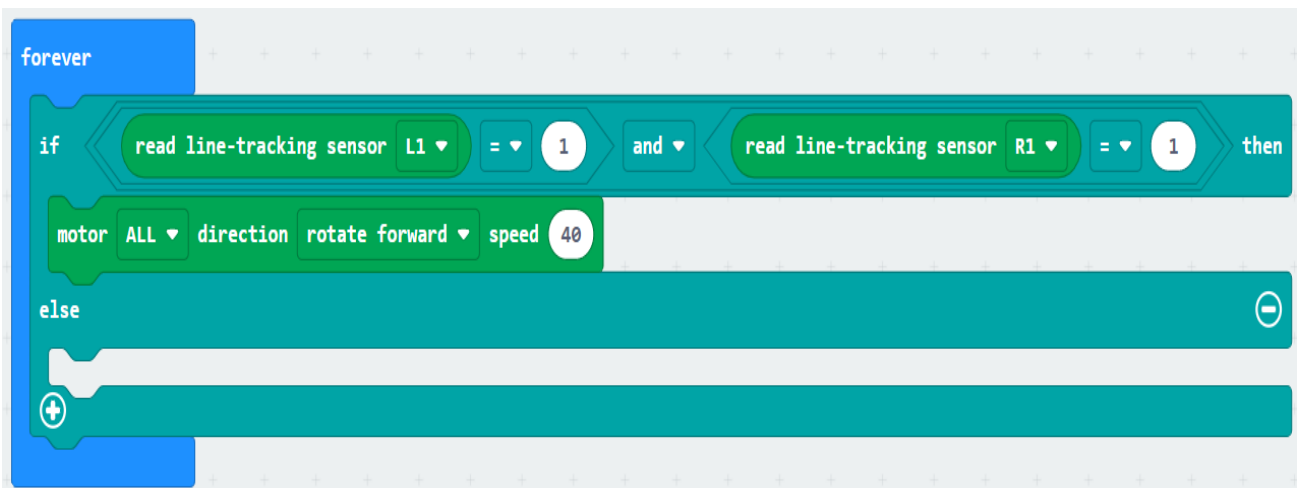 forever
if read line-tracking sensor L1 = 1 and read line-tracking sensor R1 = 1 then
motor ALL direction rotate forward speed 40
else